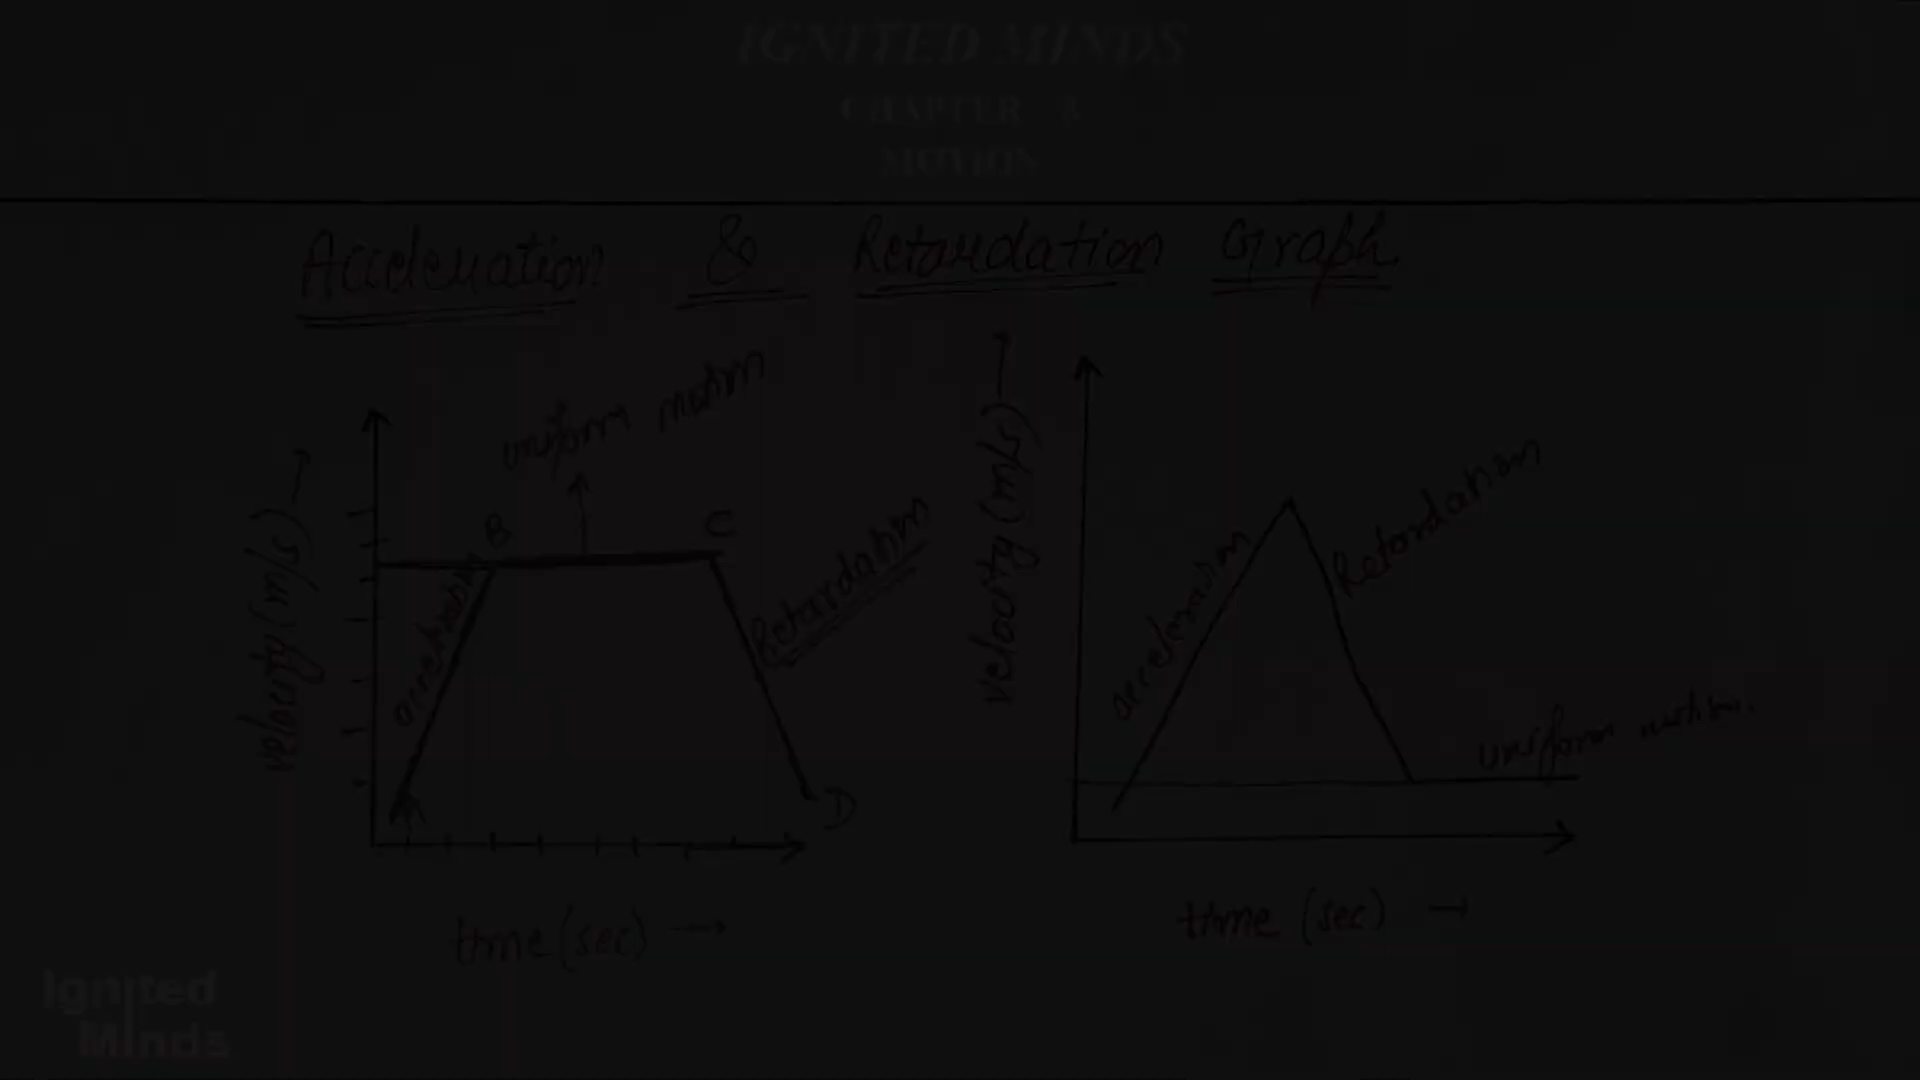 IGNITED MINDS
CHAPTER 8
MOTION
Acceleration & Retardation Graph
uniform motion
velocity (m/s)
B
C
acceleration
Retardation
D
time (sec)
velocity (m/s)
acceleration
Retardation
uniform motion.
time (sec)
Ignited
Minds